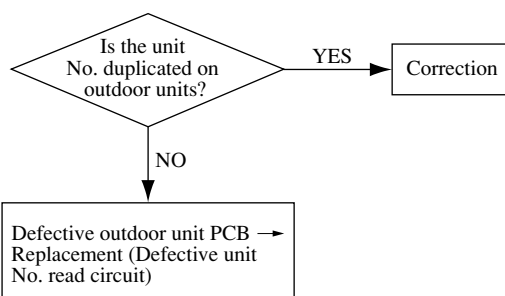 Is the unit
No. duplicated on
outdoor units?
YES
Correction
NO
Defective outdoor unit PCB →
Replacement (Defective unit
No. read circuit)